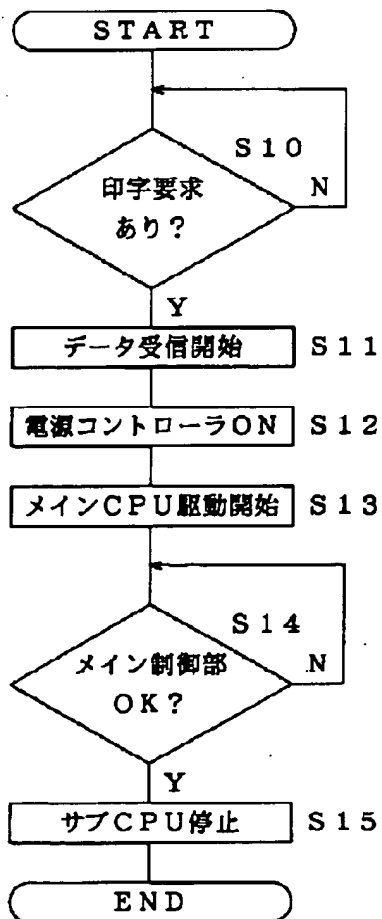 START
S10
印字要求
あり?
N
Y
データ受信開始 S11
電源コントローラON S12
メインCPU駆動開始 S13
S14
メイン制御部
OK?
N
Y
サブCPU停止 S15
END